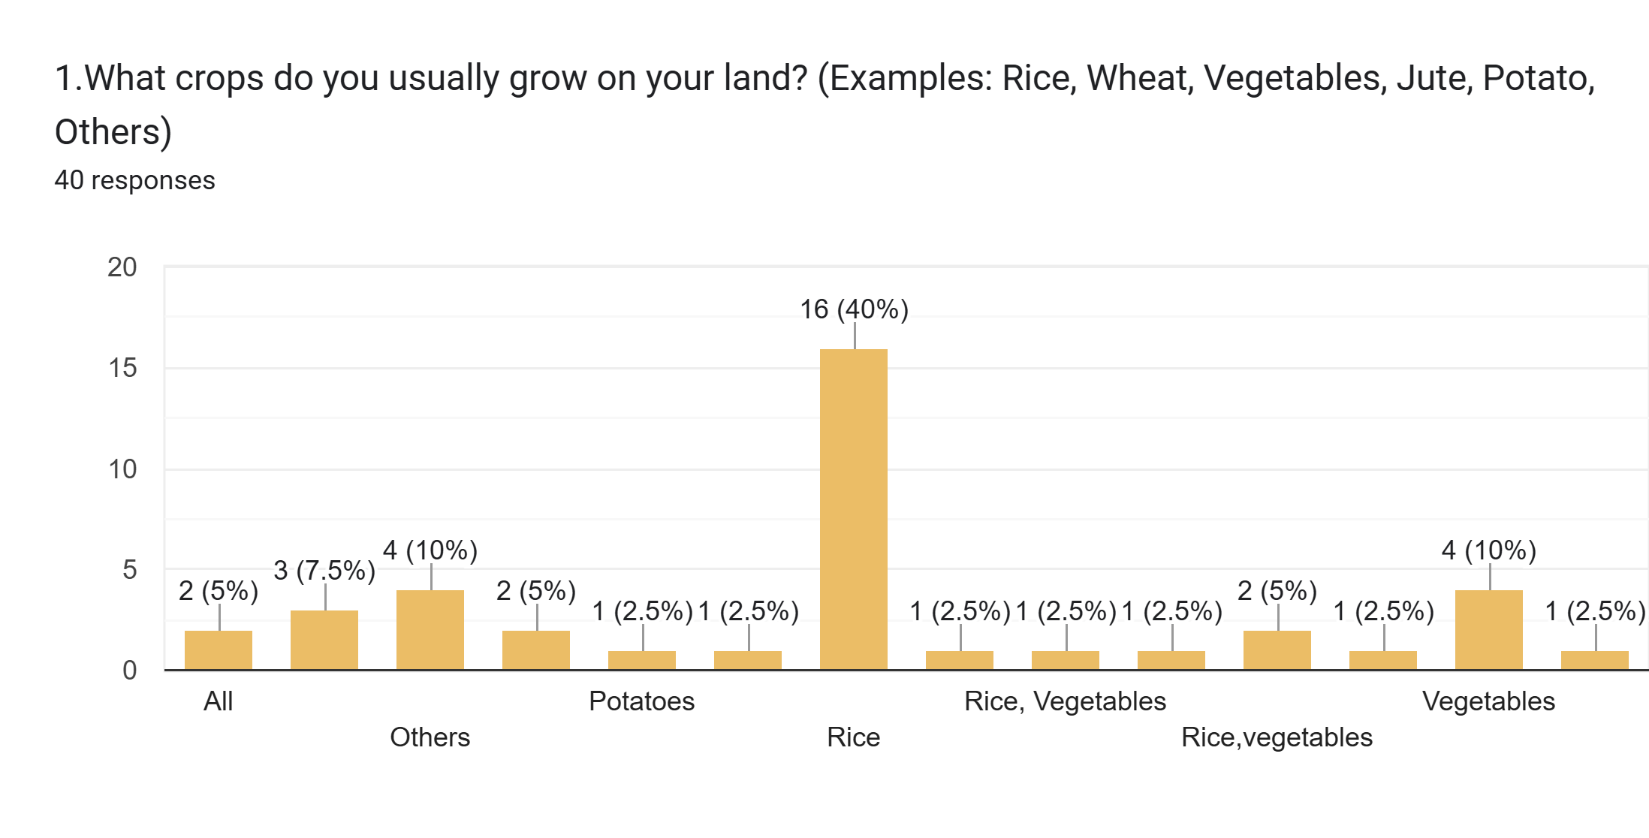 1.What crops do you usually grow on your land? (Examples: Rice, Wheat, Vegetables, Jute, Potato,
Others)
40 responses
20
15
10
5
0
2 (5%)
3 (7.5%)
4 (10%)
2 (5%)
1 (2.5%)
1 (2.5%)
16 (40%)
1 (2.5%)
1 (2.5%)
1 (2.5%)
2 (5%)
1 (2.5%)
4 (10%)
1 (2.5%)
All
Others
Potatoes
Rice
Rice, Vegetables
Rice,vegetables
Vegetables